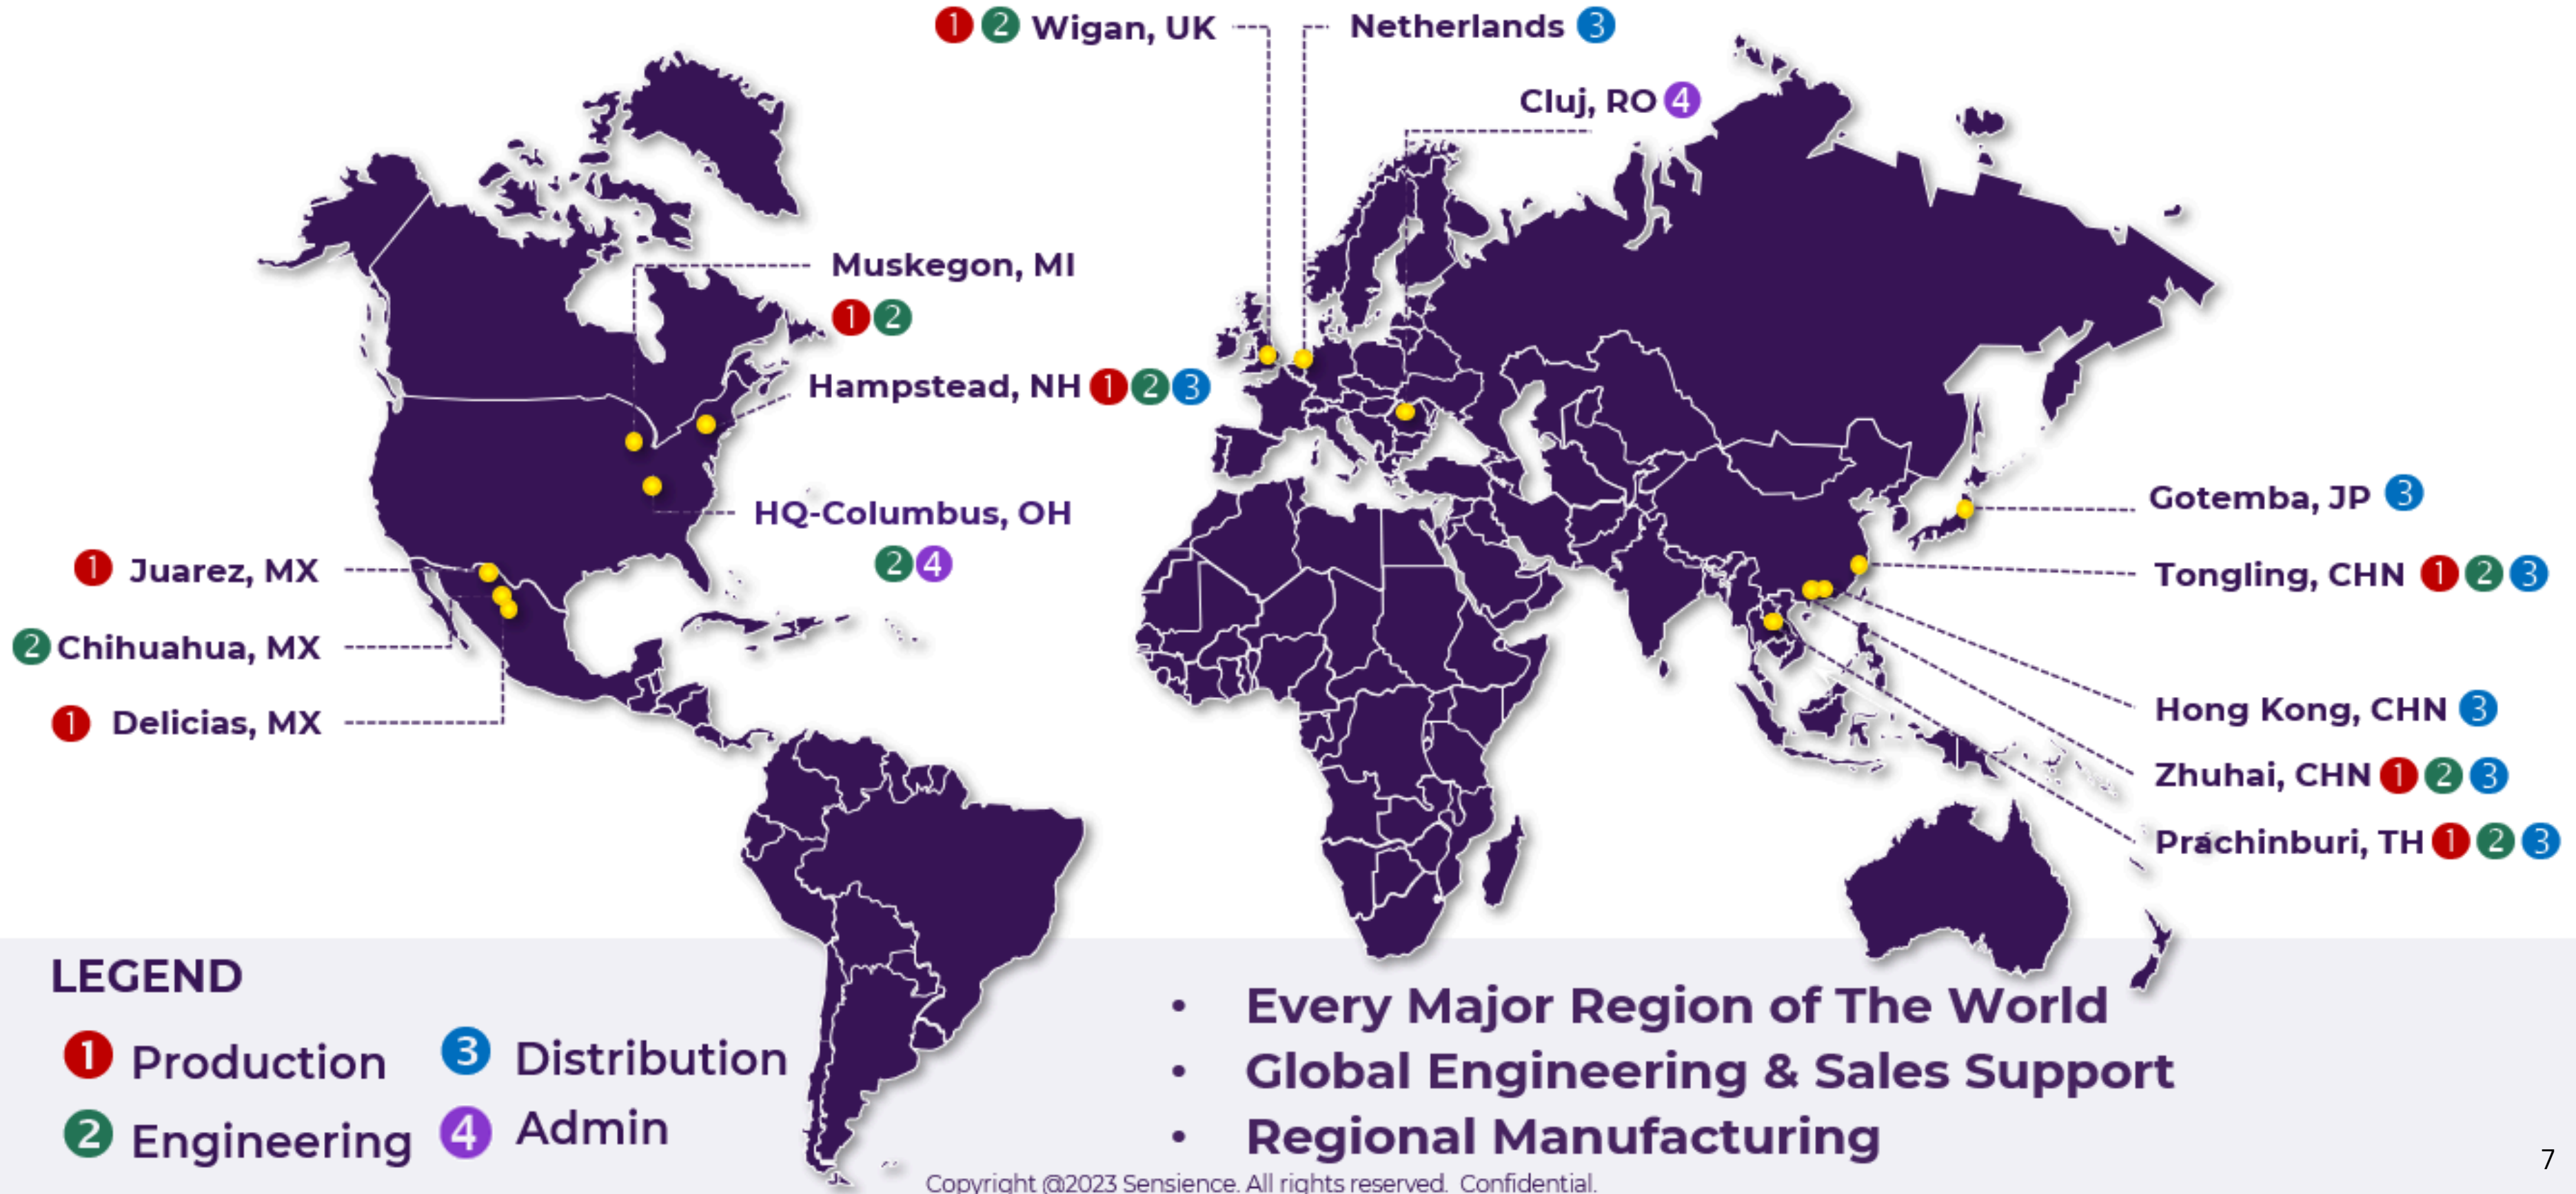 1 2 Wigan, UK
Netherlands 3
Cluj, RO 4
Muskegon, MI
1 2
Hampstead, NH 1 2 3
HQ-Columbus, OH
2 4
1 Juarez, MX
2 Chihuahua, MX
1 Delicias, MX
Gotemba, JP 3
Tongling, CHN 1 2 3
Hong Kong, CHN 3
Zhuhai, CHN 1 2 3
Prachinburi, TH 1 2 3
LEGEND
1 Production
3 Distribution
2 Engineering
4 Admin
• Every Major Region of The World
• Global Engineering & Sales Support
• Regional Manufacturing
Copyright @2023 Sensience. All rights reserved. Confidential.
7